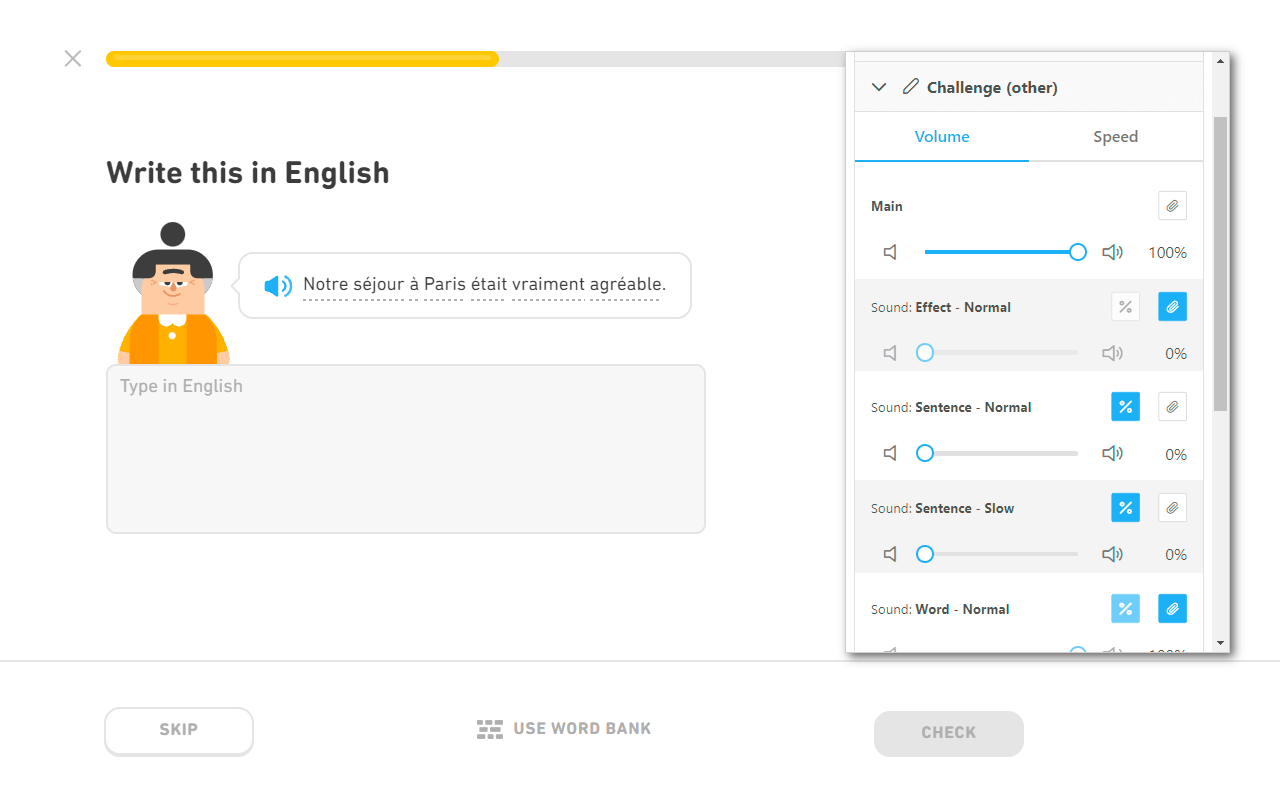 Write this in English
Notre séjour à Paris était vraiment agréable.
Type in English
SKIP
USE WORD BANK
CHECK
Challenge (other)
Volume Speed
Main
100%
Sound: Effect - Normal
0%
Sound: Sentence - Normal
0%
Sound: Sentence - Slow
0%
Sound: Word - Normal
100%